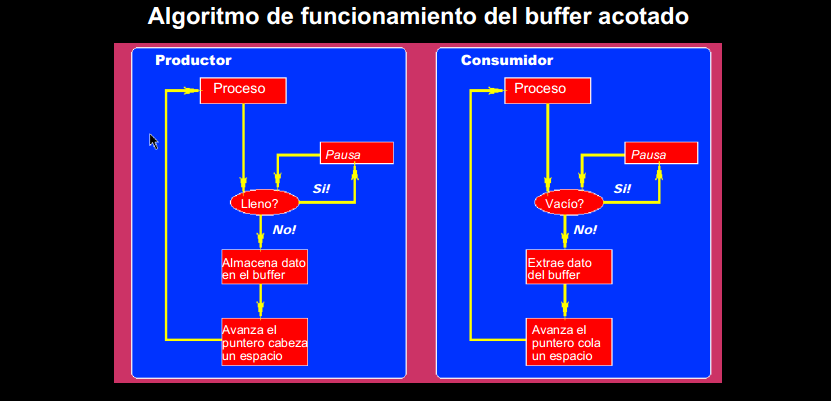 Algoritmo de funcionamiento del buffer acotado
Productor
Proceso
Pausa
Lleno?
Si!
No!
Almacena dato
en el buffer
Avanza el
puntero cabeza
un espacio
Consumidor
Proceso
Pausa
Vacío?
Si!
No!
Extrae dato
del buffer
Avanza el
puntero cola
un espacio